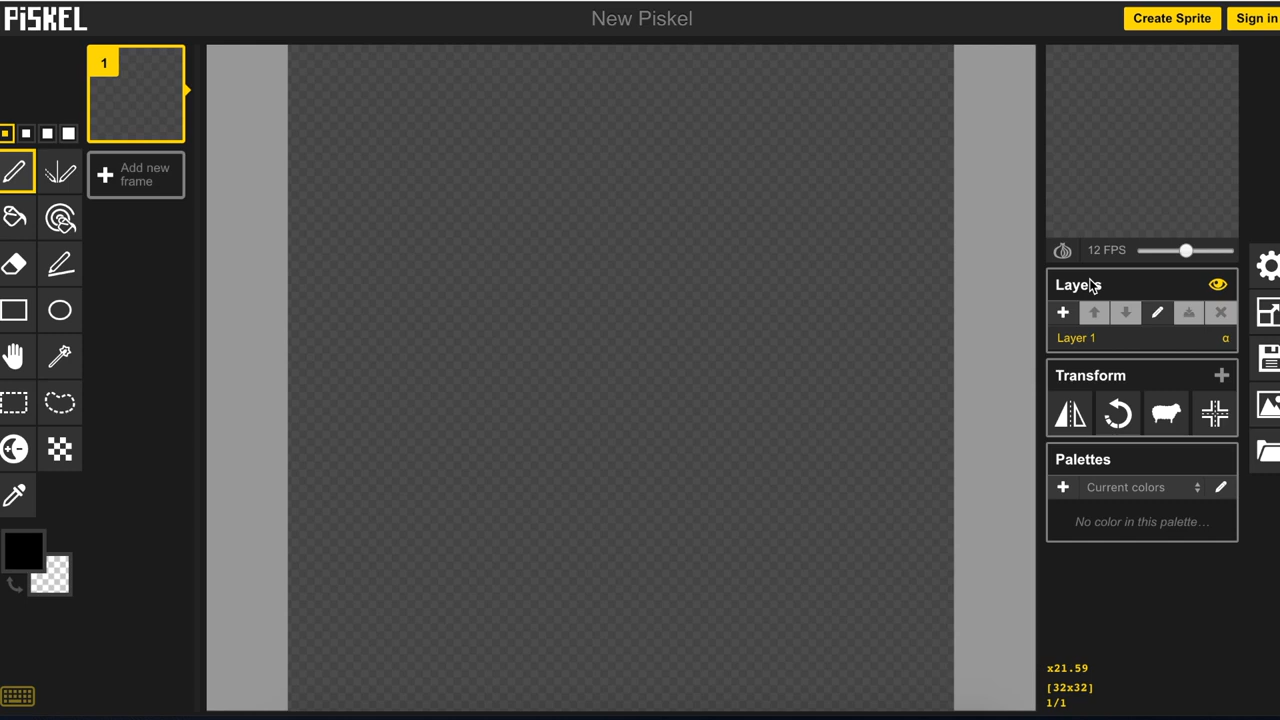 PiSKEL
New Piskel
Create Sprite
Sign in
1
Add new
frame
12 FPS
Layers
Layer 1
α
Transform
Palettes
Current colors
No color in this palette…
x21.59
[32x32]
1/1